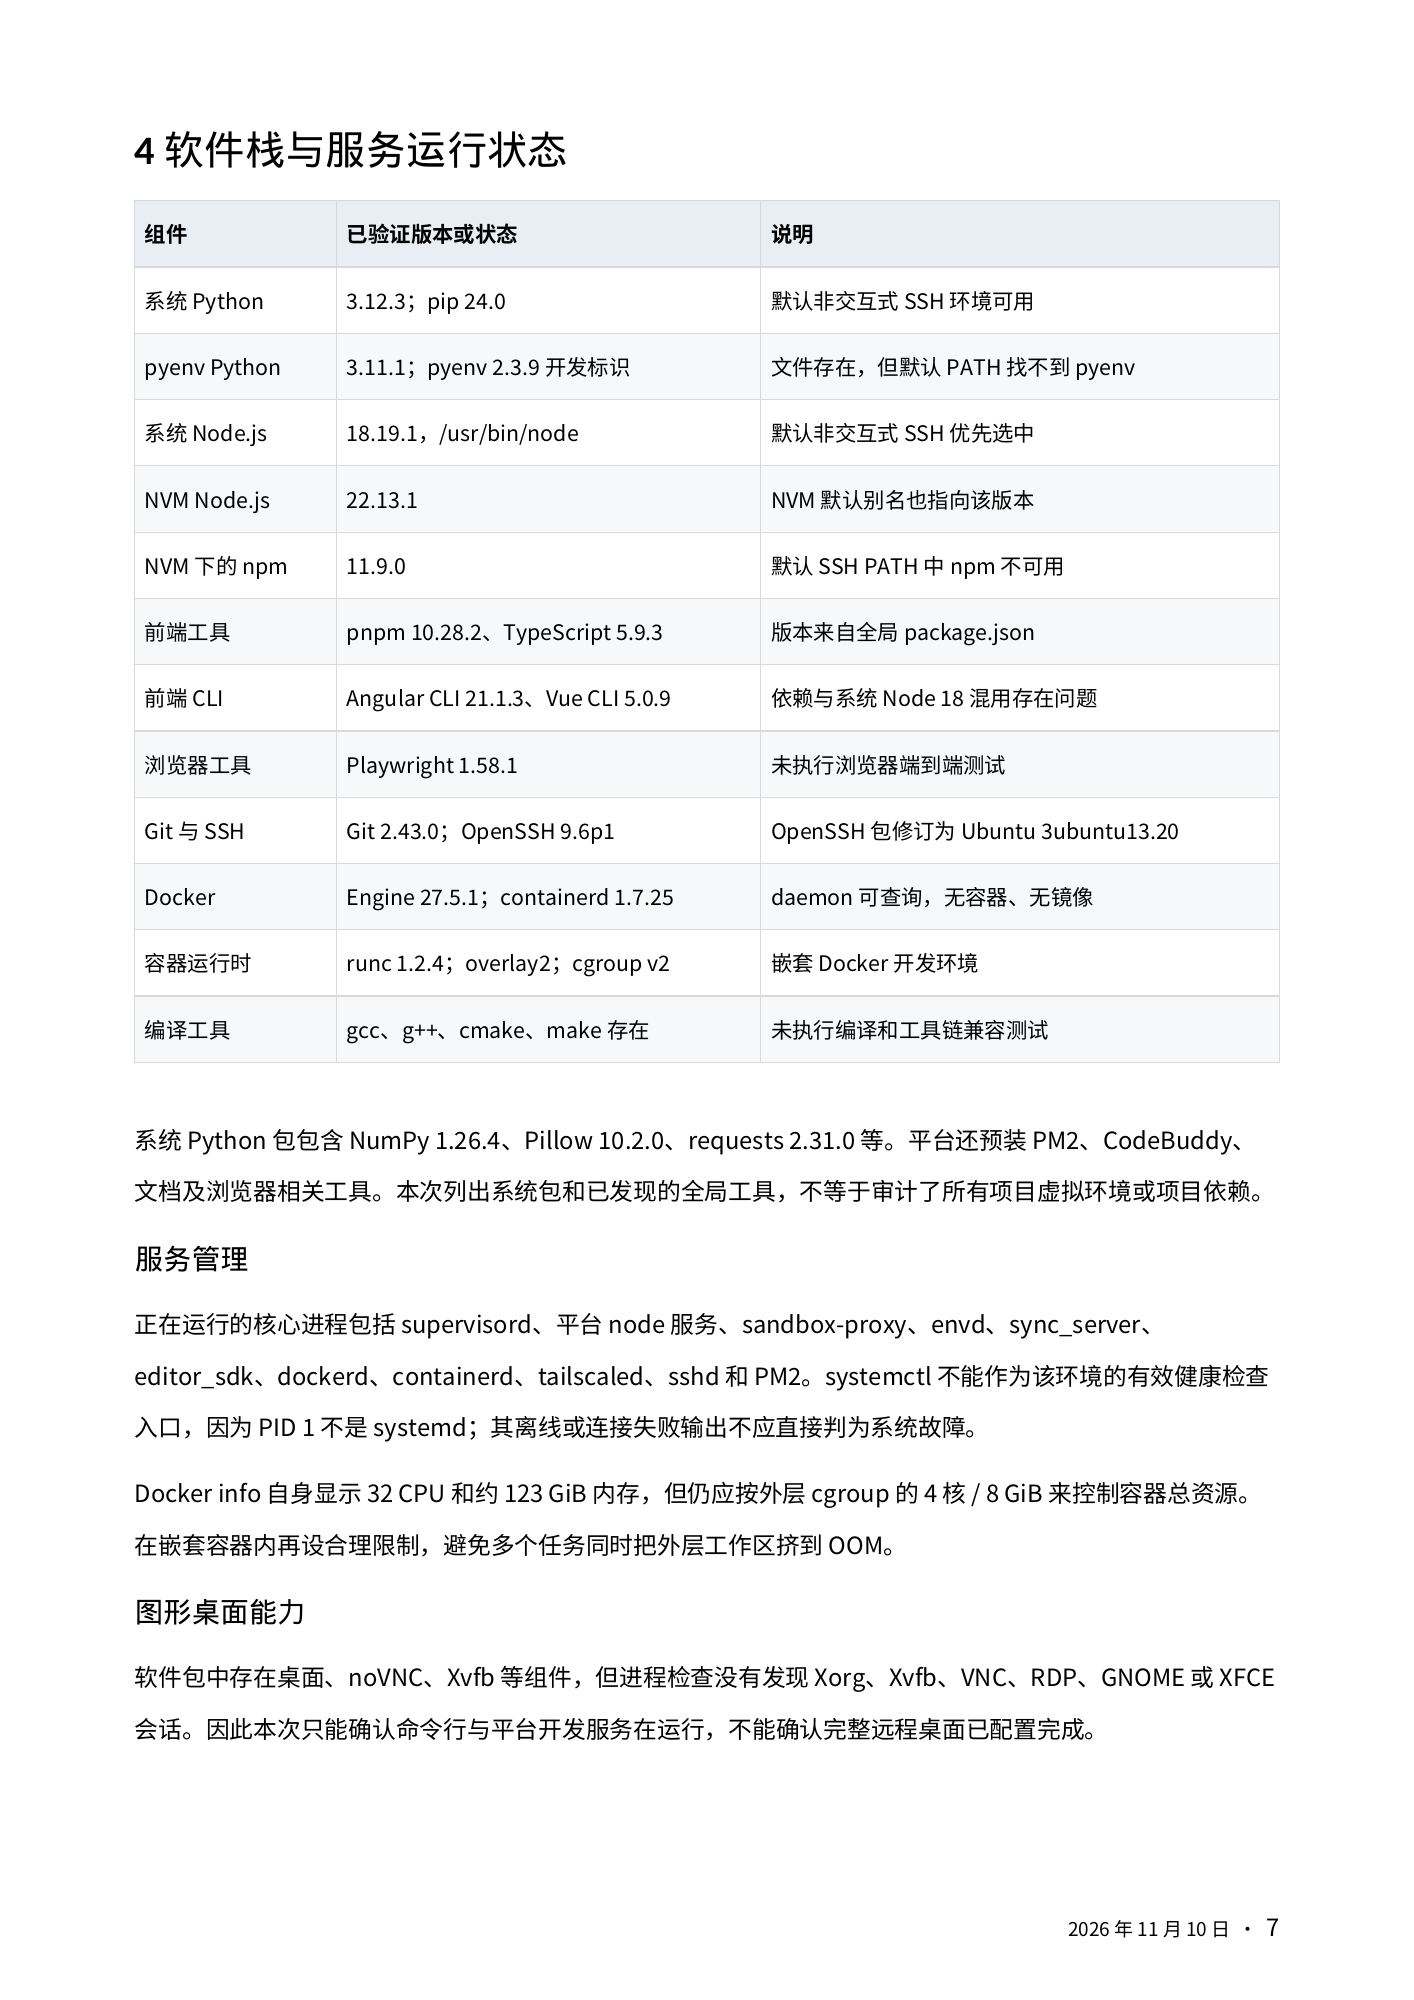 4 软件栈与服务运行状态
组件 已验证版本或状态 说明
系统 Python 3.12.3；pip 24.0 默认非交互式 SSH 环境可用
pyenv Python 3.11.1；pyenv 2.3.9 开发标识 文件存在，但默认 PATH 找不到 pyenv
系统 Node.js 18.19.1，/usr/bin/node 默认非交互式 SSH 优先选中
NVM Node.js 22.13.1 NVM 默认别名也指向该版本
NVM 下的 npm 11.9.0 默认 SSH PATH 中 npm 不可用
前端工具 pnpm 10.28.2、TypeScript 5.9.3 版本来自全局 package.json
前端 CLI Angular CLI 21.1.3、Vue CLI 5.0.9 依赖与系统 Node 18 混用存在问题
浏览器工具 Playwright 1.58.1 未执行浏览器端到端测试
Git 与 SSH Git 2.43.0；OpenSSH 9.6p1 OpenSSH 包修订为 Ubuntu 3ubuntu13.20
Docker Engine 27.5.1；containerd 1.7.25 daemon 可查询，无容器、无镜像
容器运行时 runc 1.2.4；overlay2；cgroup v2 嵌套 Docker 开发环境
编译工具 gcc、g++、cmake、make 存在 未执行编译和工具链兼容测试
系统 Python 包包含 NumPy 1.26.4、Pillow 10.2.0、requests 2.31.0 等。平台还预装 PM2、CodeBuddy、
文档及浏览器相关工具。本次列出系统包和已发现的全局工具，不等于审计了所有项目虚拟环境或项目依赖。
服务管理
正在运行的核心进程包括 supervisord、平台 node 服务、sandbox-proxy、envd、sync_server、
editor_sdk、dockerd、containerd、tailscaled、sshd 和 PM2。systemctl 不能作为该环境的有效健康检查
入口，因为 PID 1 不是 systemd；其离线或连接失败输出不应直接判为系统故障。
Docker info 自身显示 32 CPU 和约 123 GiB 内存，但仍应按外层 cgroup 的 4 核 / 8 GiB 来控制容器总资源。
在嵌套容器内再设合理限制，避免多个任务同时把外层工作区挤到 OOM。
图形桌面能力
软件包中存在桌面、noVNC、Xvfb 等组件，但进程检查没有发现 Xorg、Xvfb、VNC、RDP、GNOME 或 XFCE
会话。因此本次只能确认命令行与平台开发服务在运行，不能确认完整远程桌面已配置完成。
2026 年 11 月 10 日 · 7